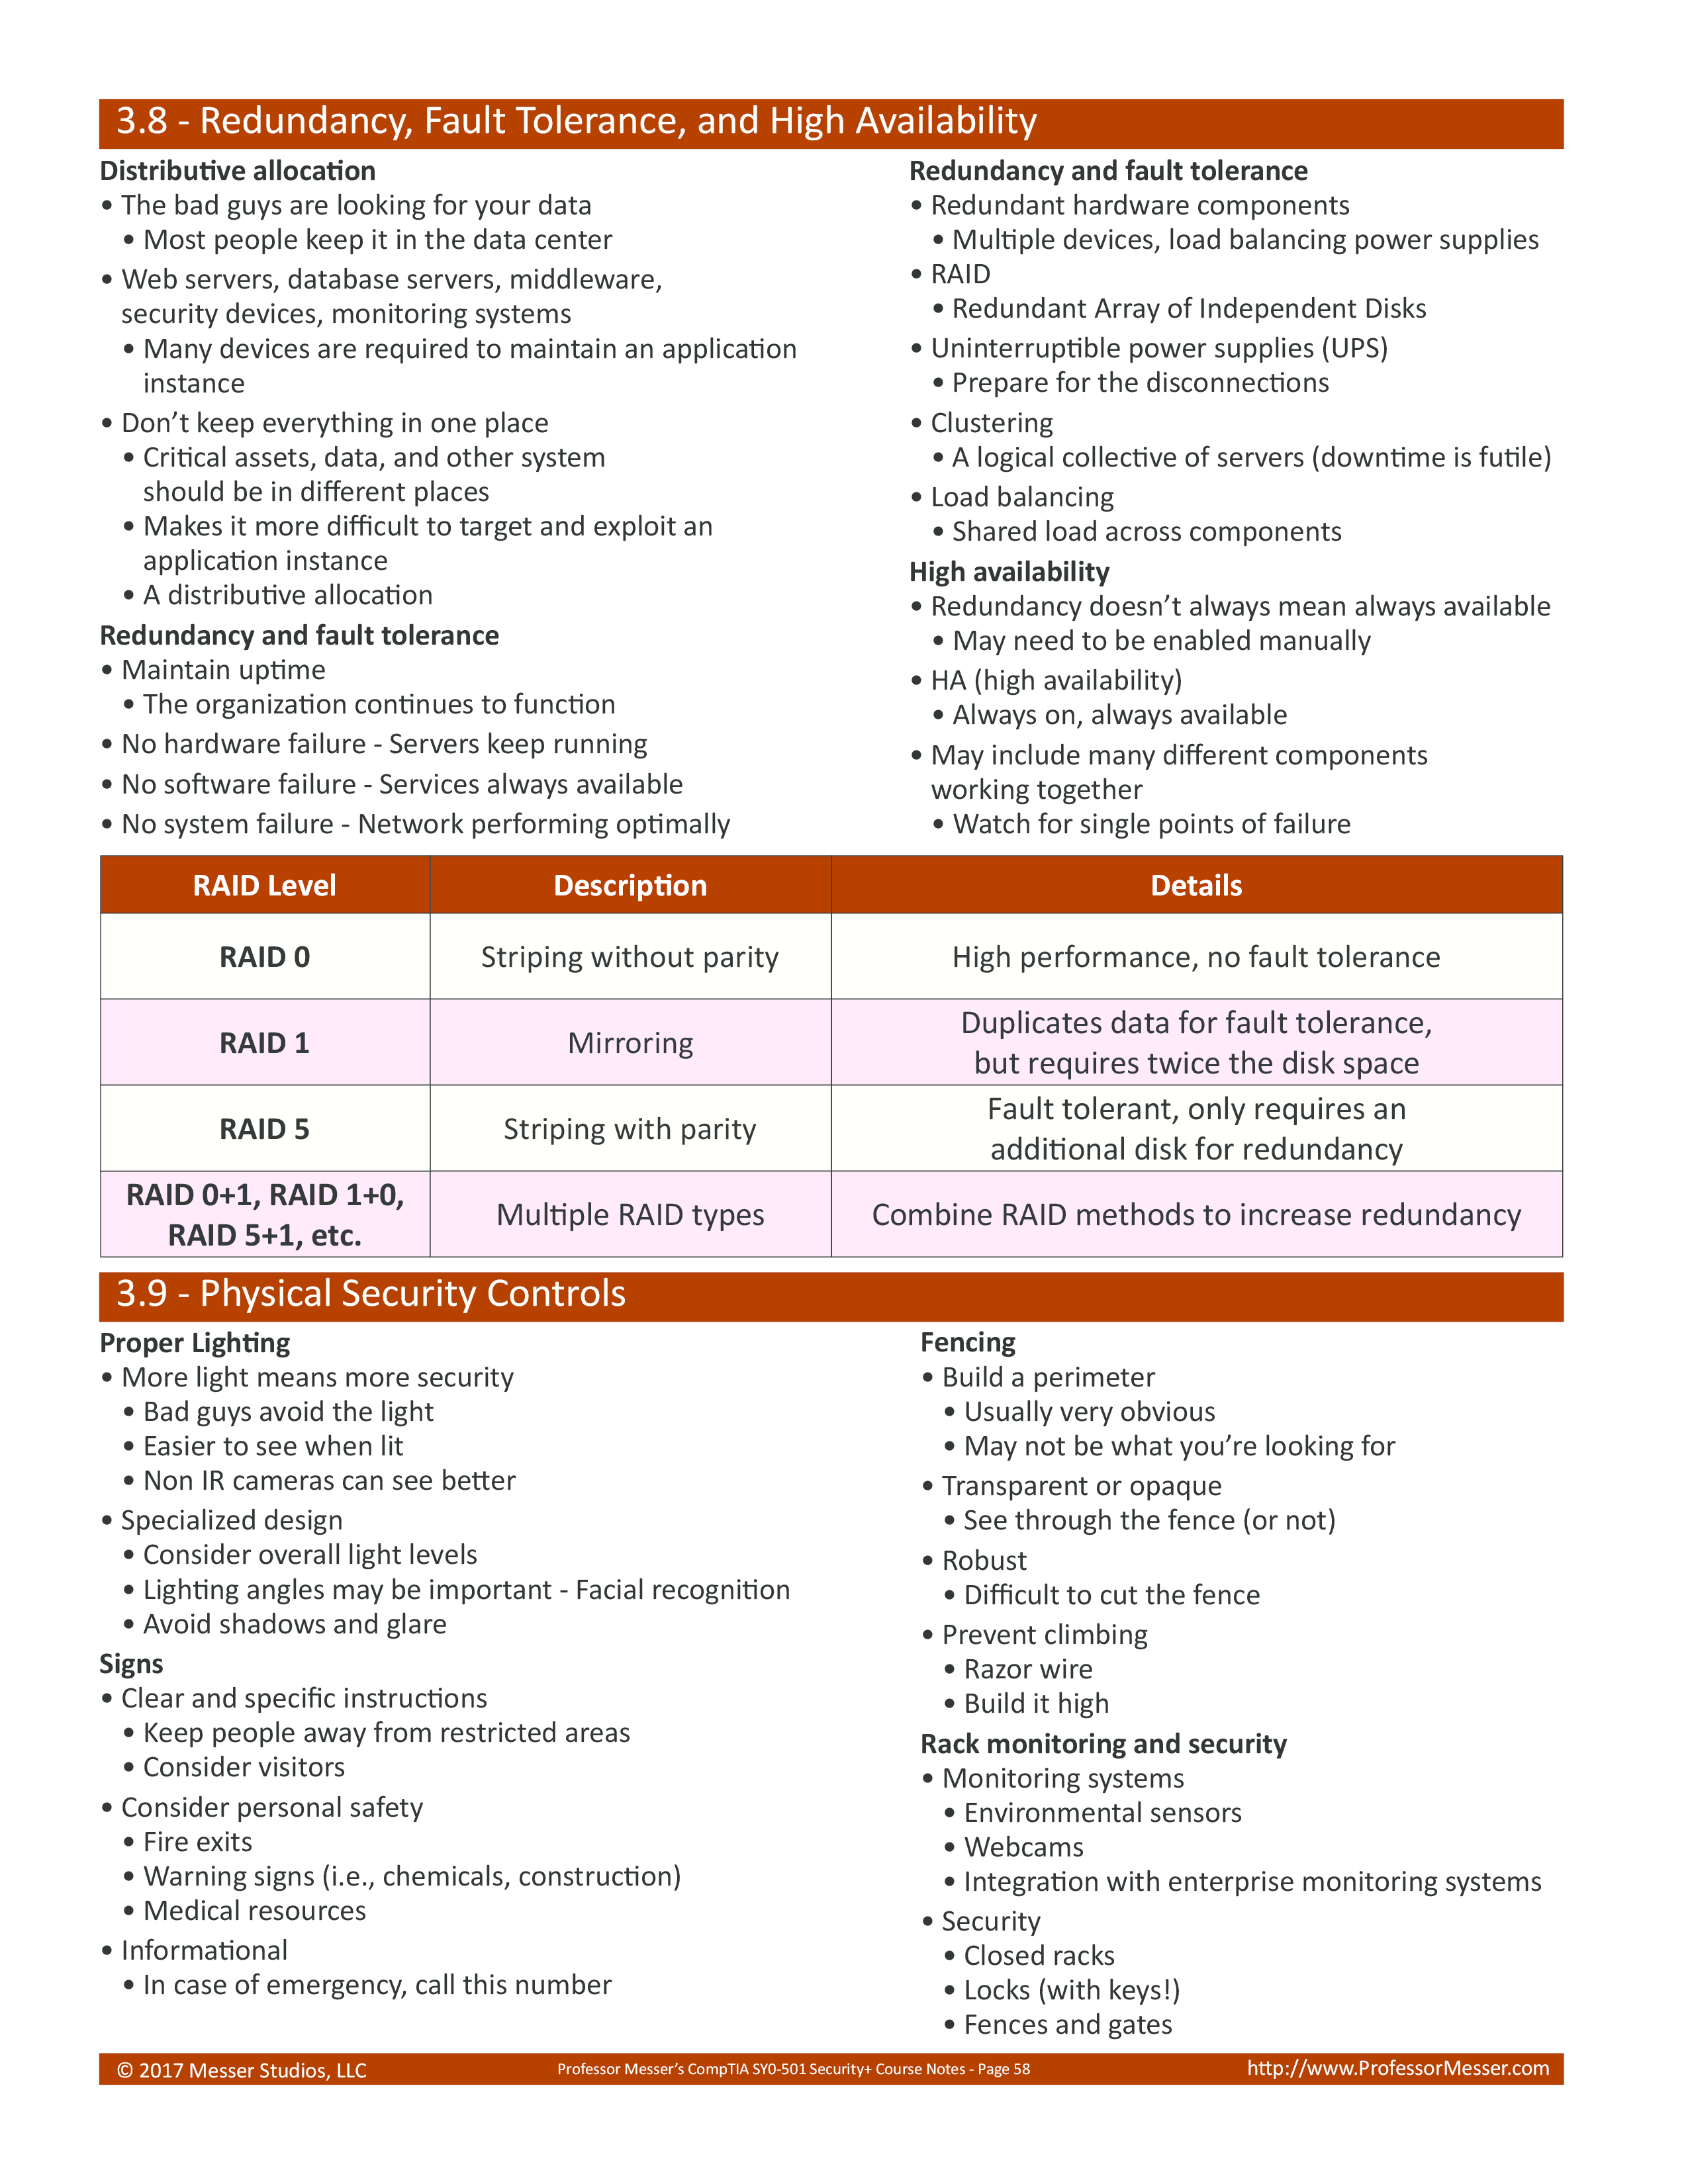 3.8 - Redundancy, Fault Tolerance, and High Availability
Distributive allocation
• The bad guys are looking for your data
• Most people keep it in the data center
• Web servers, database servers, middleware,
security devices, monitoring systems
• Many devices are required to maintain an application
instance
• Don’t keep everything in one place
• Critical assets, data, and other system
should be in different places
• Makes it more difficult to target and exploit an
application instance
• A distributive allocation
Redundancy and fault tolerance
• Maintain uptime
• The organization continues to function
• No hardware failure - Servers keep running
• No software failure - Services always available
• No system failure - Network performing optimally
Redundancy and fault tolerance
• Redundant hardware components
• Multiple devices, load balancing power supplies
• RAID
• Redundant Array of Independent Disks
• Uninterruptible power supplies (UPS)
• Prepare for the disconnections
• Clustering
• A logical collective of servers (downtime is futile)
• Load balancing
• Shared load across components
High availability
• Redundancy doesn’t always mean always available
• May need to be enabled manually
• HA (high availability)
• Always on, always available
• May include many different components
working together
• Watch for single points of failure
RAID Level Description Details
RAID 0 Striping without parity High performance, no fault tolerance
RAID 1 Mirroring Duplicates data for fault tolerance,
but requires twice the disk space
RAID 5 Striping with parity Fault tolerant, only requires an
additional disk for redundancy
RAID 0+1, RAID 1+0,
RAID 5+1, etc. Multiple RAID types Combine RAID methods to increase redundancy
3.9 - Physical Security Controls
Proper Lighting
• More light means more security
• Bad guys avoid the light
• Easier to see when lit
• Non IR cameras can see better
• Specialized design
• Consider overall light levels
• Lighting angles may be important - Facial recognition
• Avoid shadows and glare
Signs
• Clear and specific instructions
• Keep people away from restricted areas
• Consider visitors
• Consider personal safety
• Fire exits
• Warning signs (i.e., chemicals, construction)
• Medical resources
• Informational
• In case of emergency, call this number
Fencing
• Build a perimeter
• Usually very obvious
• May not be what you’re looking for
• Transparent or opaque
• See through the fence (or not)
• Robust
• Difficult to cut the fence
• Prevent climbing
• Razor wire
• Build it high
Rack monitoring and security
• Monitoring systems
• Environmental sensors
• Webcams
• Integration with enterprise monitoring systems
• Security
• Closed racks
• Locks (with keys!)
• Fences and gates
© 2017 Messer Studios, LLC Professor Messer’s CompTIA SY0-501 Security+ Course Notes - Page 58 http://www.ProfessorMesser.com